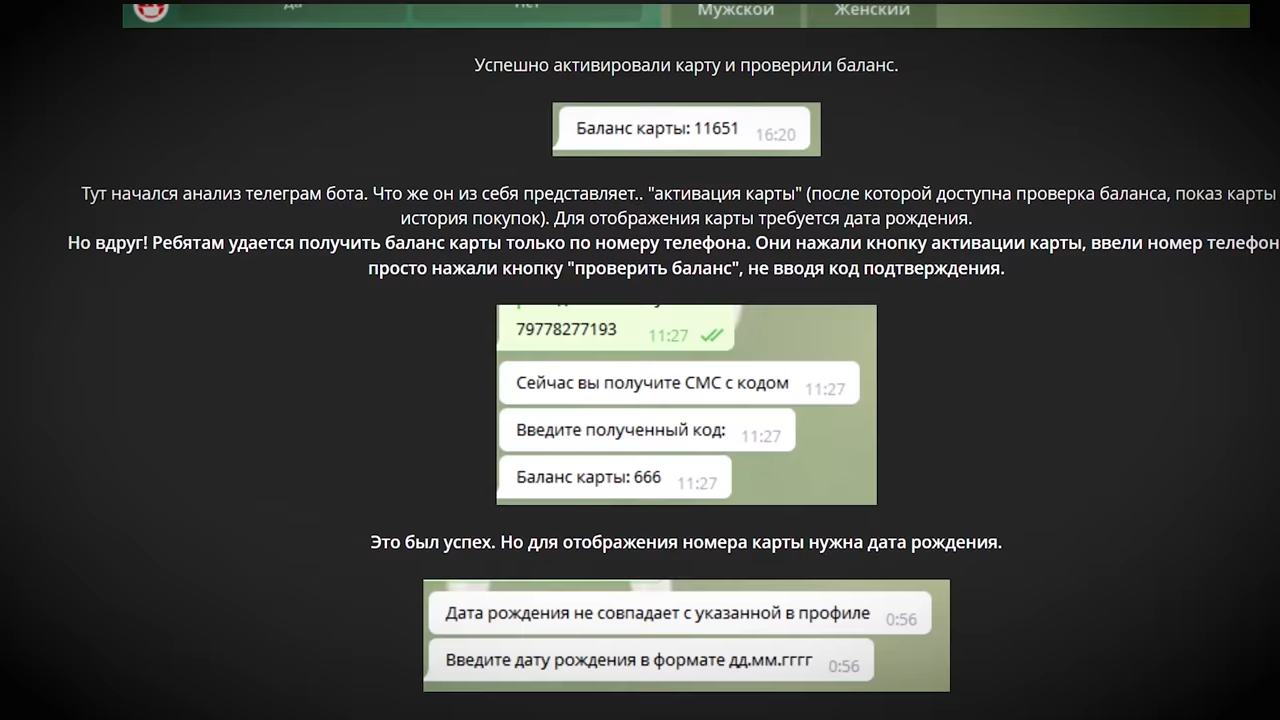 да нет Мужской Женский
Успешно активировали карту и проверили баланс.
Баланс карты: 11651 16:20
Тут начался анализ телеграм бота. Что же он из себя представляет.. "активация карты" (после которой доступна проверка баланса, показ карты
история покупок). Для отображения карты требуется дата рождения.
Но вдруг! Ребятам удается получить баланс карты только по номеру телефона. Они нажали кнопку активации карты, ввели номер телефон
просто нажали кнопку "проверить баланс", не вводя код подтверждения.
79778277193 11:27
Сейчас вы получите СМС с кодом 11:27
Введите полученный код: 11:27
Баланс карты: 666 11:27
Это был успех. Но для отображения номера карты нужна дата рождения.
Дата рождения не совпадает с указанной в профиле 0:56
Введите дату рождения в формате дд.мм.гггг 0:56